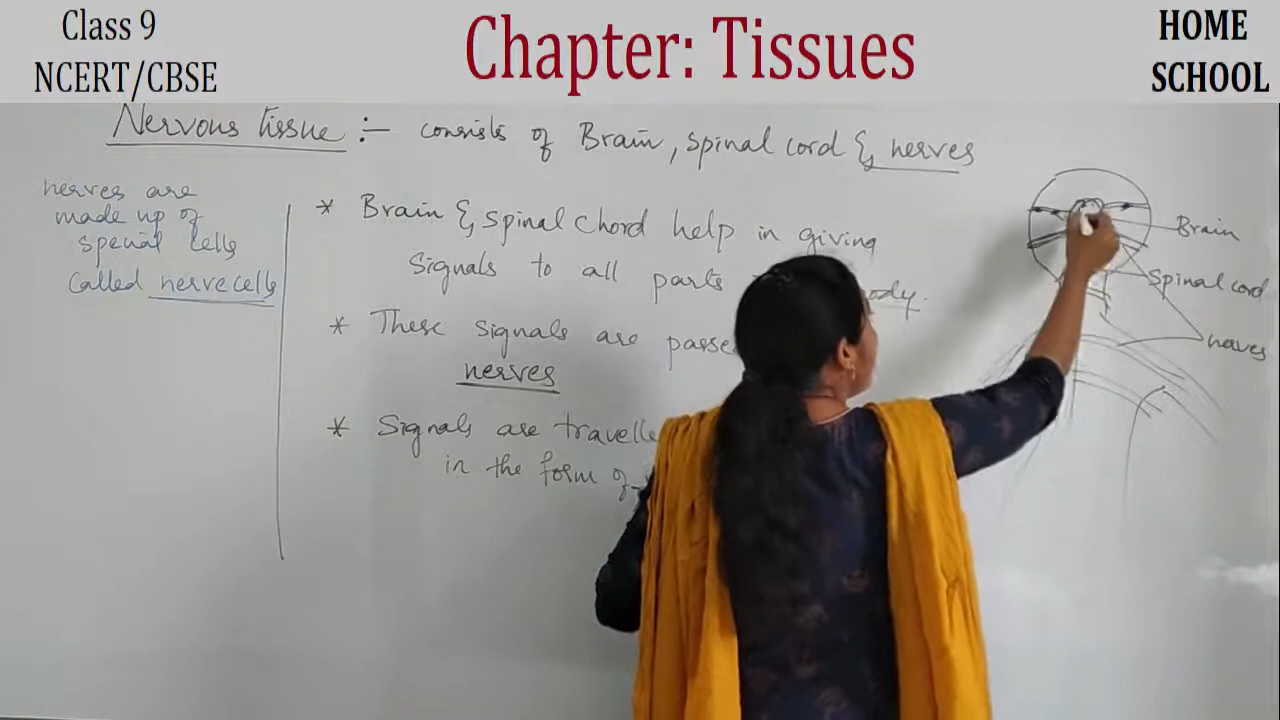 Class 9
NCERT/CBSE
Chapter: Tissues
HOME
SCHOOL
Nervous tissue :- consists of Brain, spinal cord & nerves
nerves are
made up of
special cells
called nerve cells
* Brain & spinal chord help in giving
signals to all parts body.
* These signals are passe
nerves
* Signals are travelle
in the form of
Brain
Spinal cord
nerves